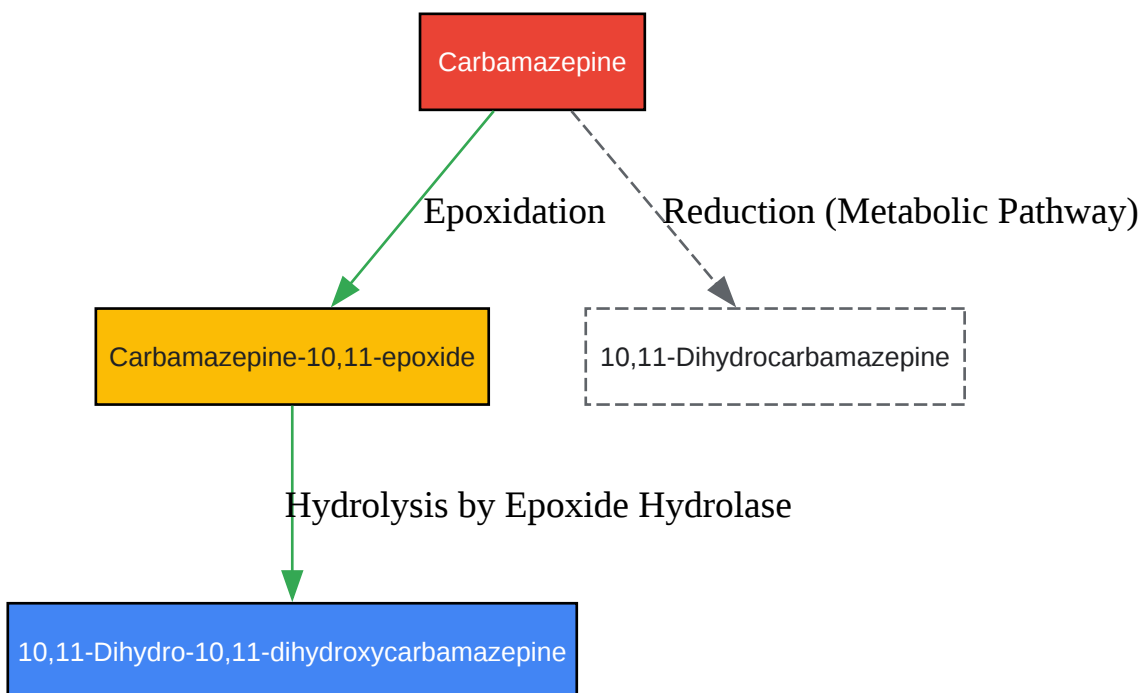 Carbamazepine
Epoxidation
Reduction (Metabolic Pathway)
Carbamazepine-10,11-epoxide
10,11-Dihydrocarbamazepine
Hydrolysis by Epoxide Hydrolase
10,11-Dihydro-10,11-dihydroxycarbamazepine